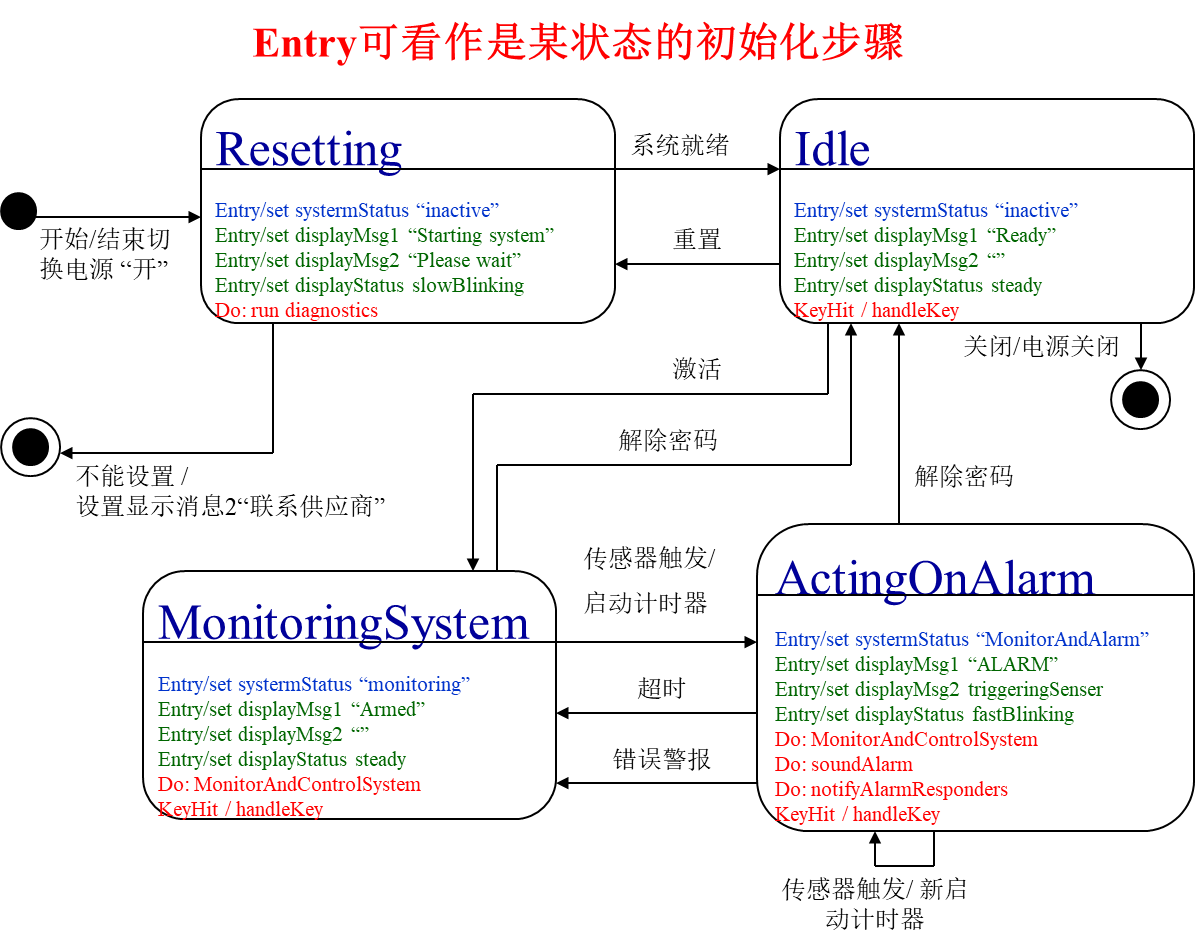 Entry可看作是某状态的初始化步骤
Resetting
系统就绪
Idle
Entry/set systermStatus “inactive”
Entry/set displayMsg1 “Starting system”
Entry/set displayMsg2 “Please wait”
Entry/set displayStatus slowBlinking
Do: run diagnostics
Entry/set systermStatus “inactive”
Entry/set displayMsg1 “Ready”
Entry/set displayMsg2 “”
Entry/set displayStatus steady
KeyHit / handleKey
开始/结束切
换电源 “开”
重置
关闭/电源关闭
激活
解除密码
不能设置 /
设置显示消息2“联系供应商”
解除密码
传感器触发/
启动计时器
MonitoringSystem
Entry/set systermStatus “monitoring”
Entry/set displayMsg1 “Armed”
Entry/set displayMsg2 “”
Entry/set displayStatus steady
Do: MonitorAndControlSystem
KeyHit / handleKey
超时
错误警报
ActingOnAlarm
Entry/set systermStatus “MonitorAndAlarm”
Entry/set displayMsg1 “ALARM”
Entry/set displayMsg2 triggeringSenser
Entry/set displayStatus fastBlinking
Do: MonitorAndControlSystem
Do: soundAlarm
Do: notifyAlarmResponders
KeyHit / handleKey
传感器触发/ 新启
动计时器